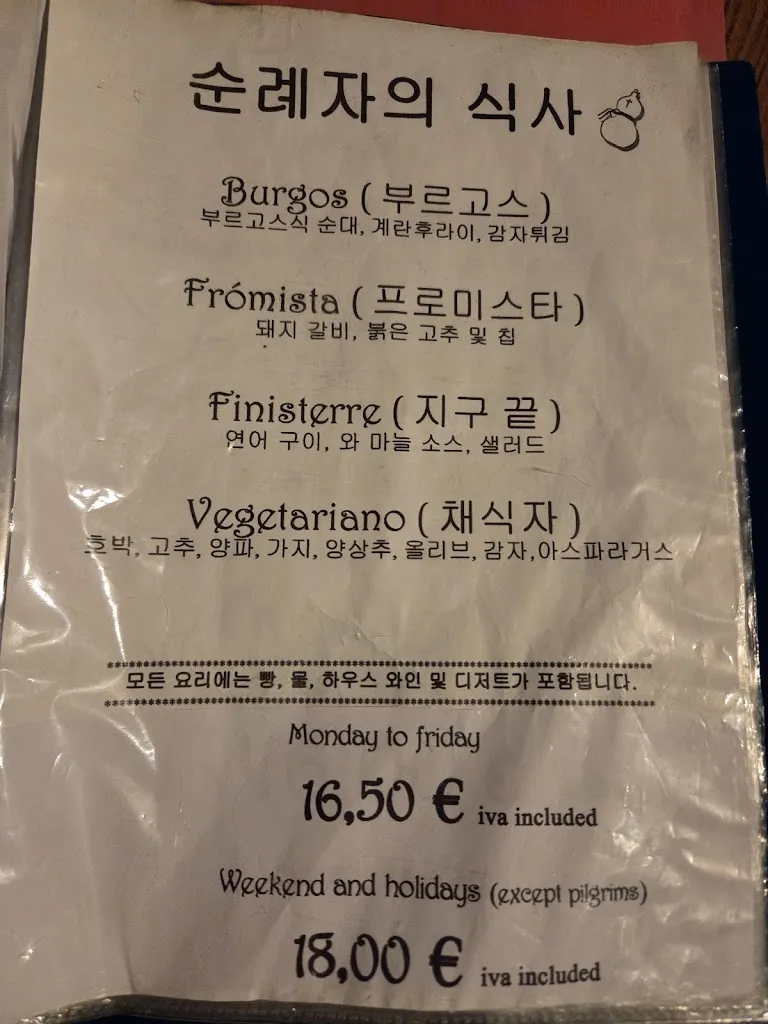 순례자의 식사
Burgos ( 부르고스 )
부르고스식 순대, 계란후라이, 감자튀김
Frómista ( 프로미스타 )
돼지 갈비, 붉은 고추 및 칩
Finisterre ( 지구 끝 )
연어 구이, 와 마늘 소스, 샐러드
Vegetariano ( 채식자 )
호박, 고추, 양파, 가지, 양상추, 올리브, 감자,아스파라거스
모든 요리에는 빵, 물, 하우스 와인 및 디저트가 포함됩니다.
Monday to friday
16,50 € iva included
Weekend and holidays (except pilgrims)
18,00 € iva included